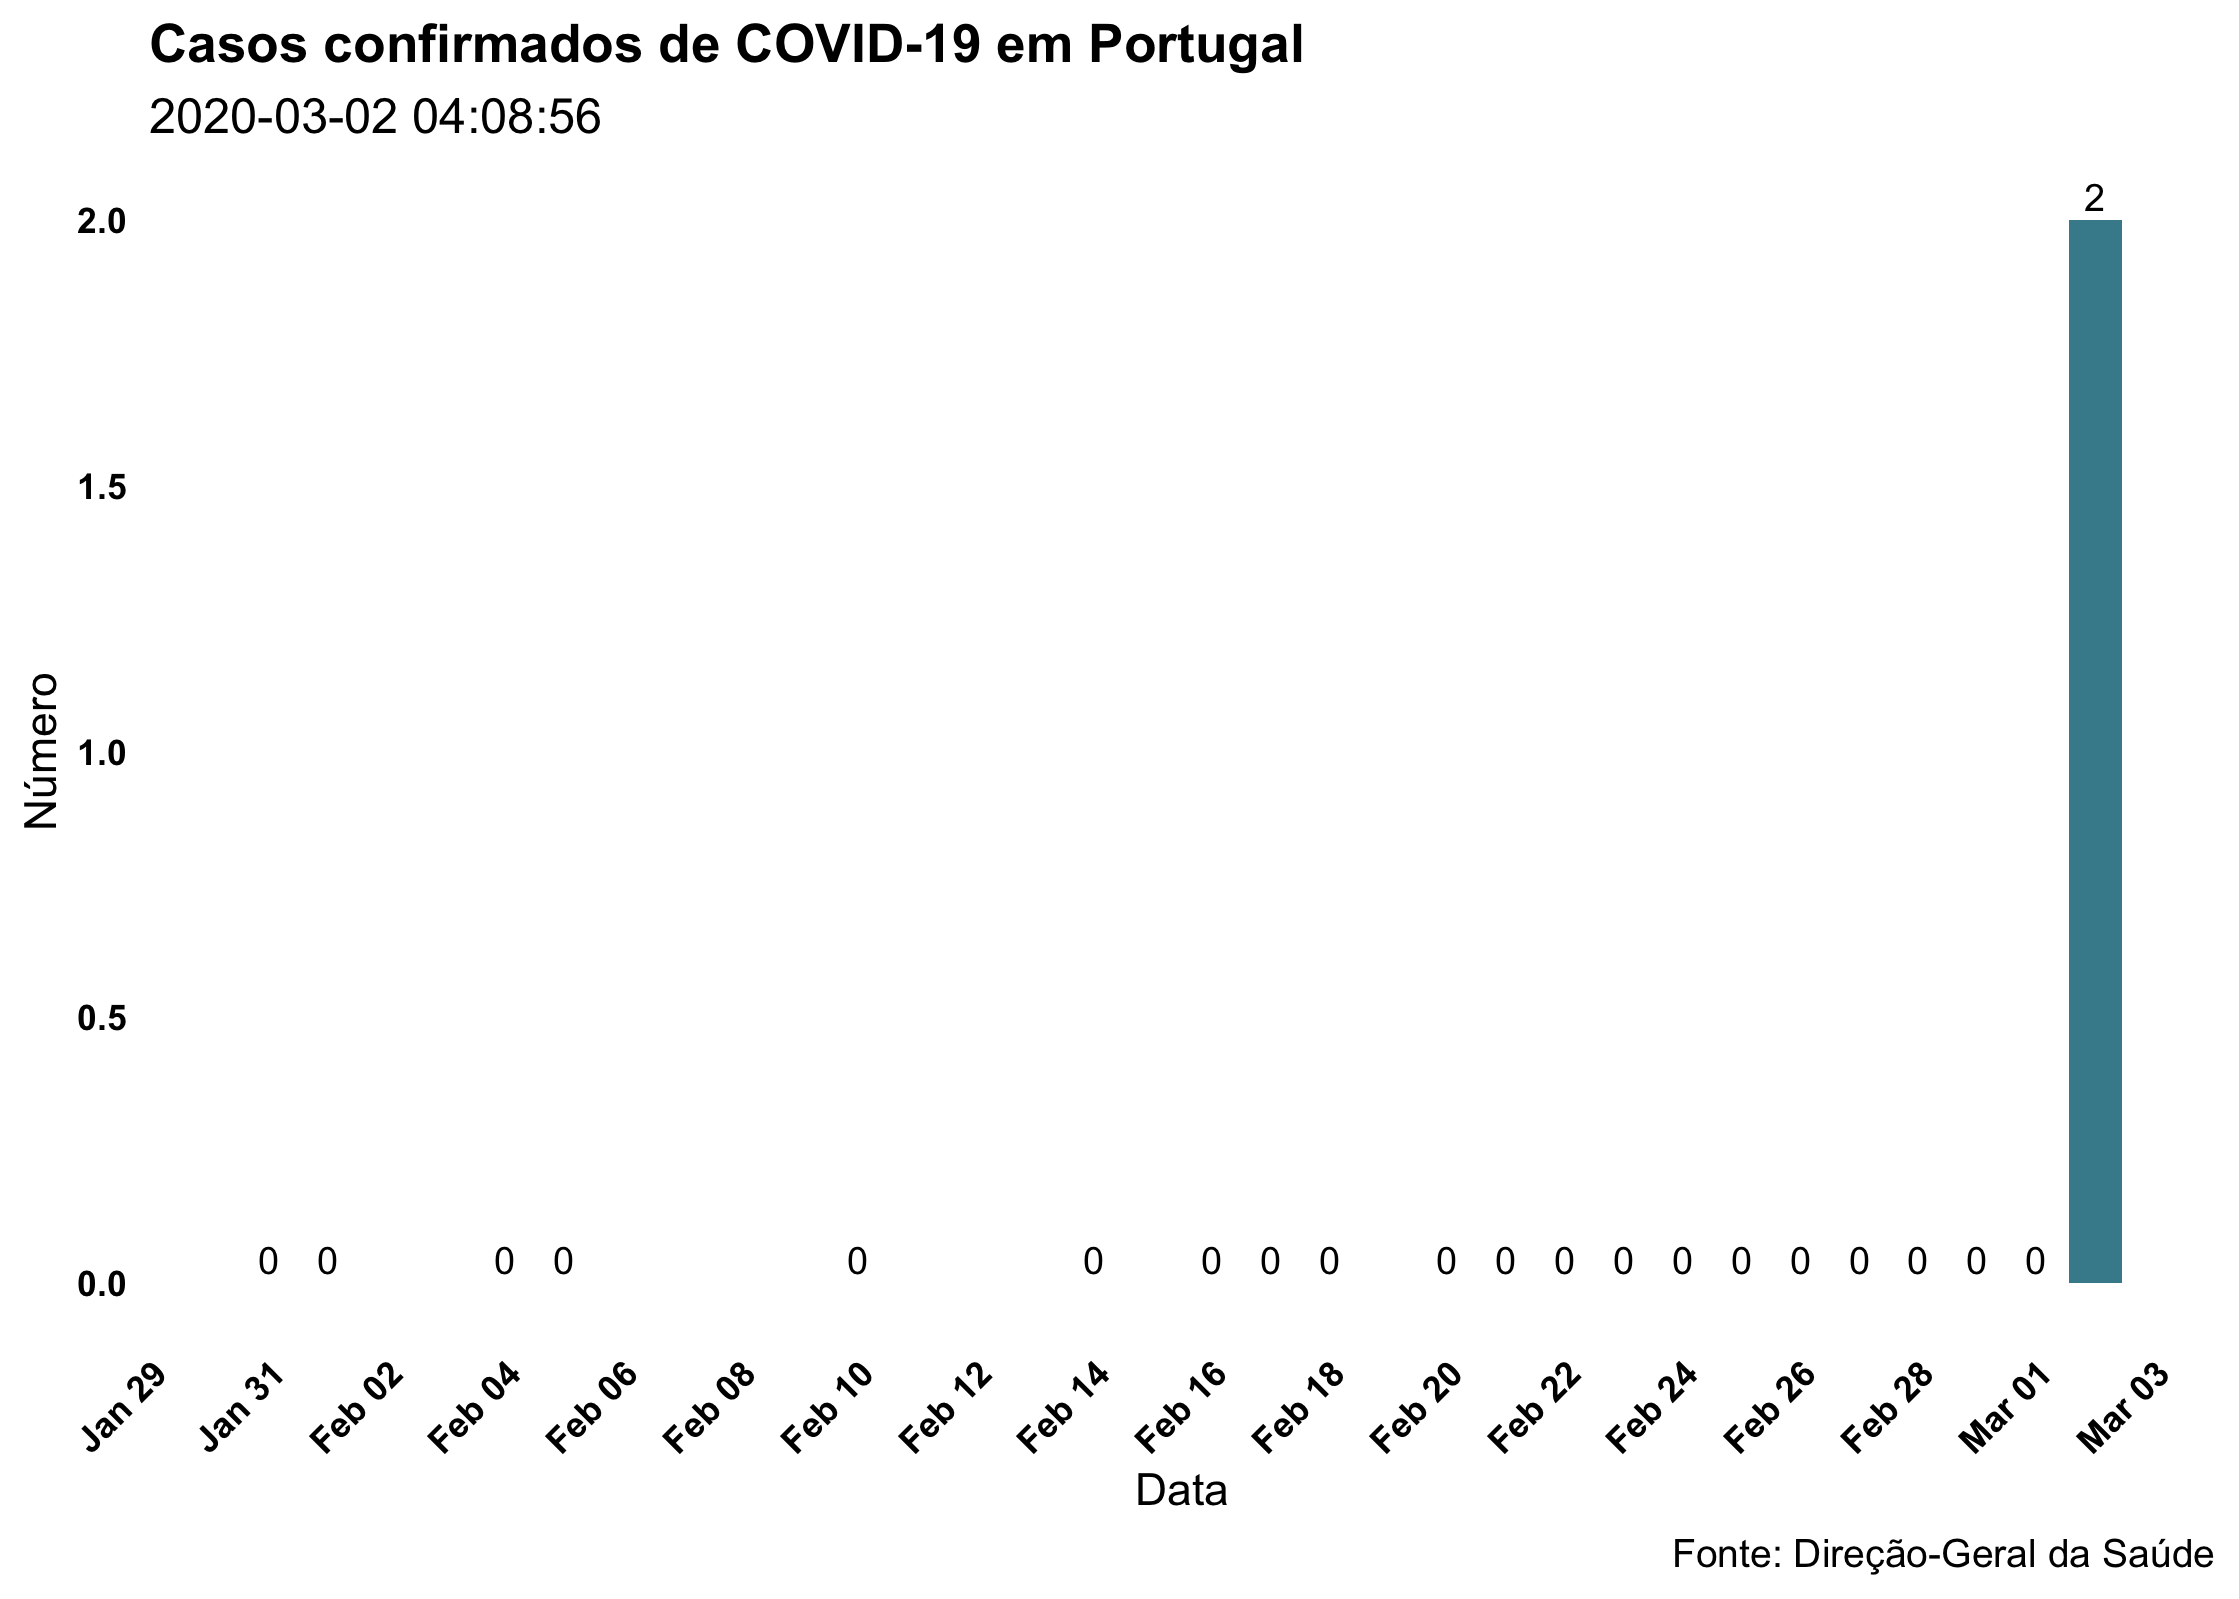 Casos confirmados de COVID-19 em Portugal
2020-03-02 04:08:56
2
2.0
1.5
1.0
0.5
0.0
Número
0 0 0 0 0 0 0 0 0 0 0 0 0 0 0 0 0 0 0 0
Jan 29 Jan 31 Feb 02 Feb 04 Feb 06 Feb 08 Feb 10 Feb 12 Feb 14 Feb 16 Feb 18 Feb 20 Feb 22 Feb 24 Feb 26 Feb 28 Mar 01 Mar 03
Data
Fonte: Direção-Geral da Saúde